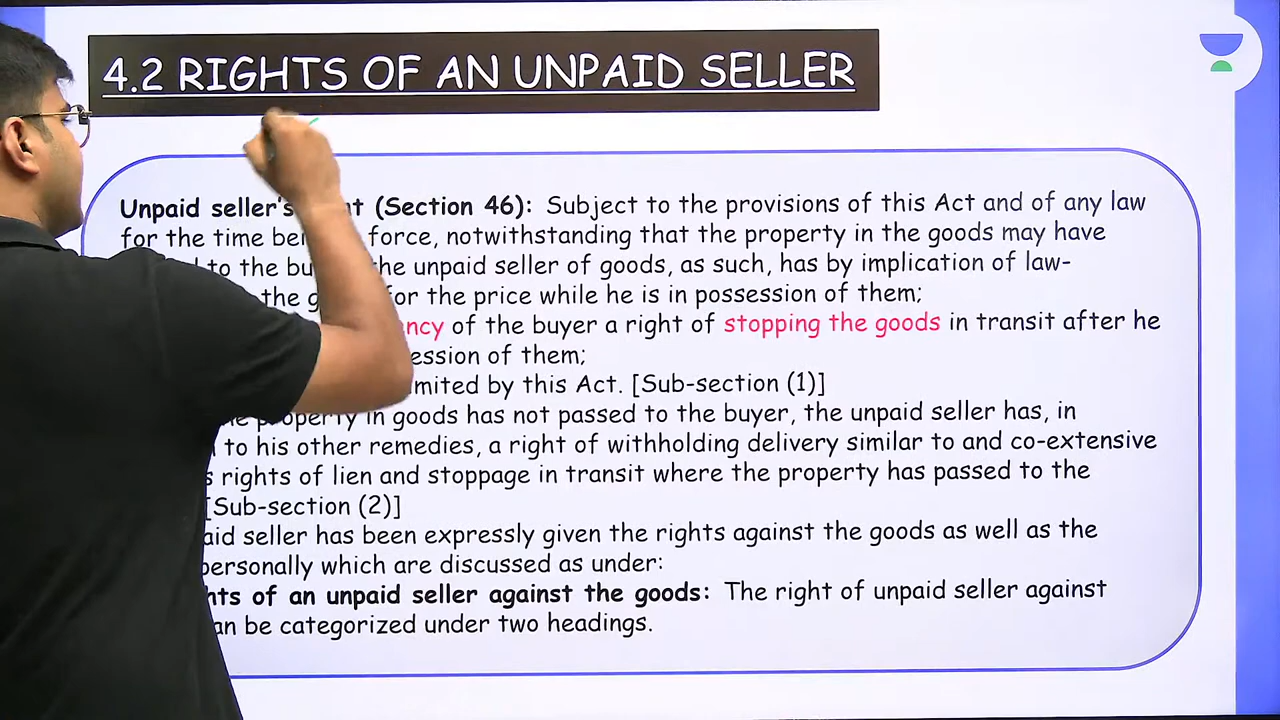 4.2 RIGHTS OF AN UNPAID SELLER
Unpaid seller's (Section 46): Subject to the provisions of this Act and of any law
for the time force, notwithstanding that the property in the goods may have
to the the unpaid seller of goods, as such, has by implication of law-
the for the price while he is in possession of them;
ncy of the buyer a right of stopping the goods in transit after he
ession of them;
mited by this Act. [Sub-section (1)]
property in goods has not passed to the buyer, the unpaid seller has, in
to his other remedies, a right of withholding delivery similar to and co-extensive
s rights of lien and stoppage in transit where the property has passed to the
[Sub-section (2)]
aid seller has been expressly given the rights against the goods as well as the
personally which are discussed as under:
hts of an unpaid seller against the goods: The right of unpaid seller against
an be categorized under two headings.